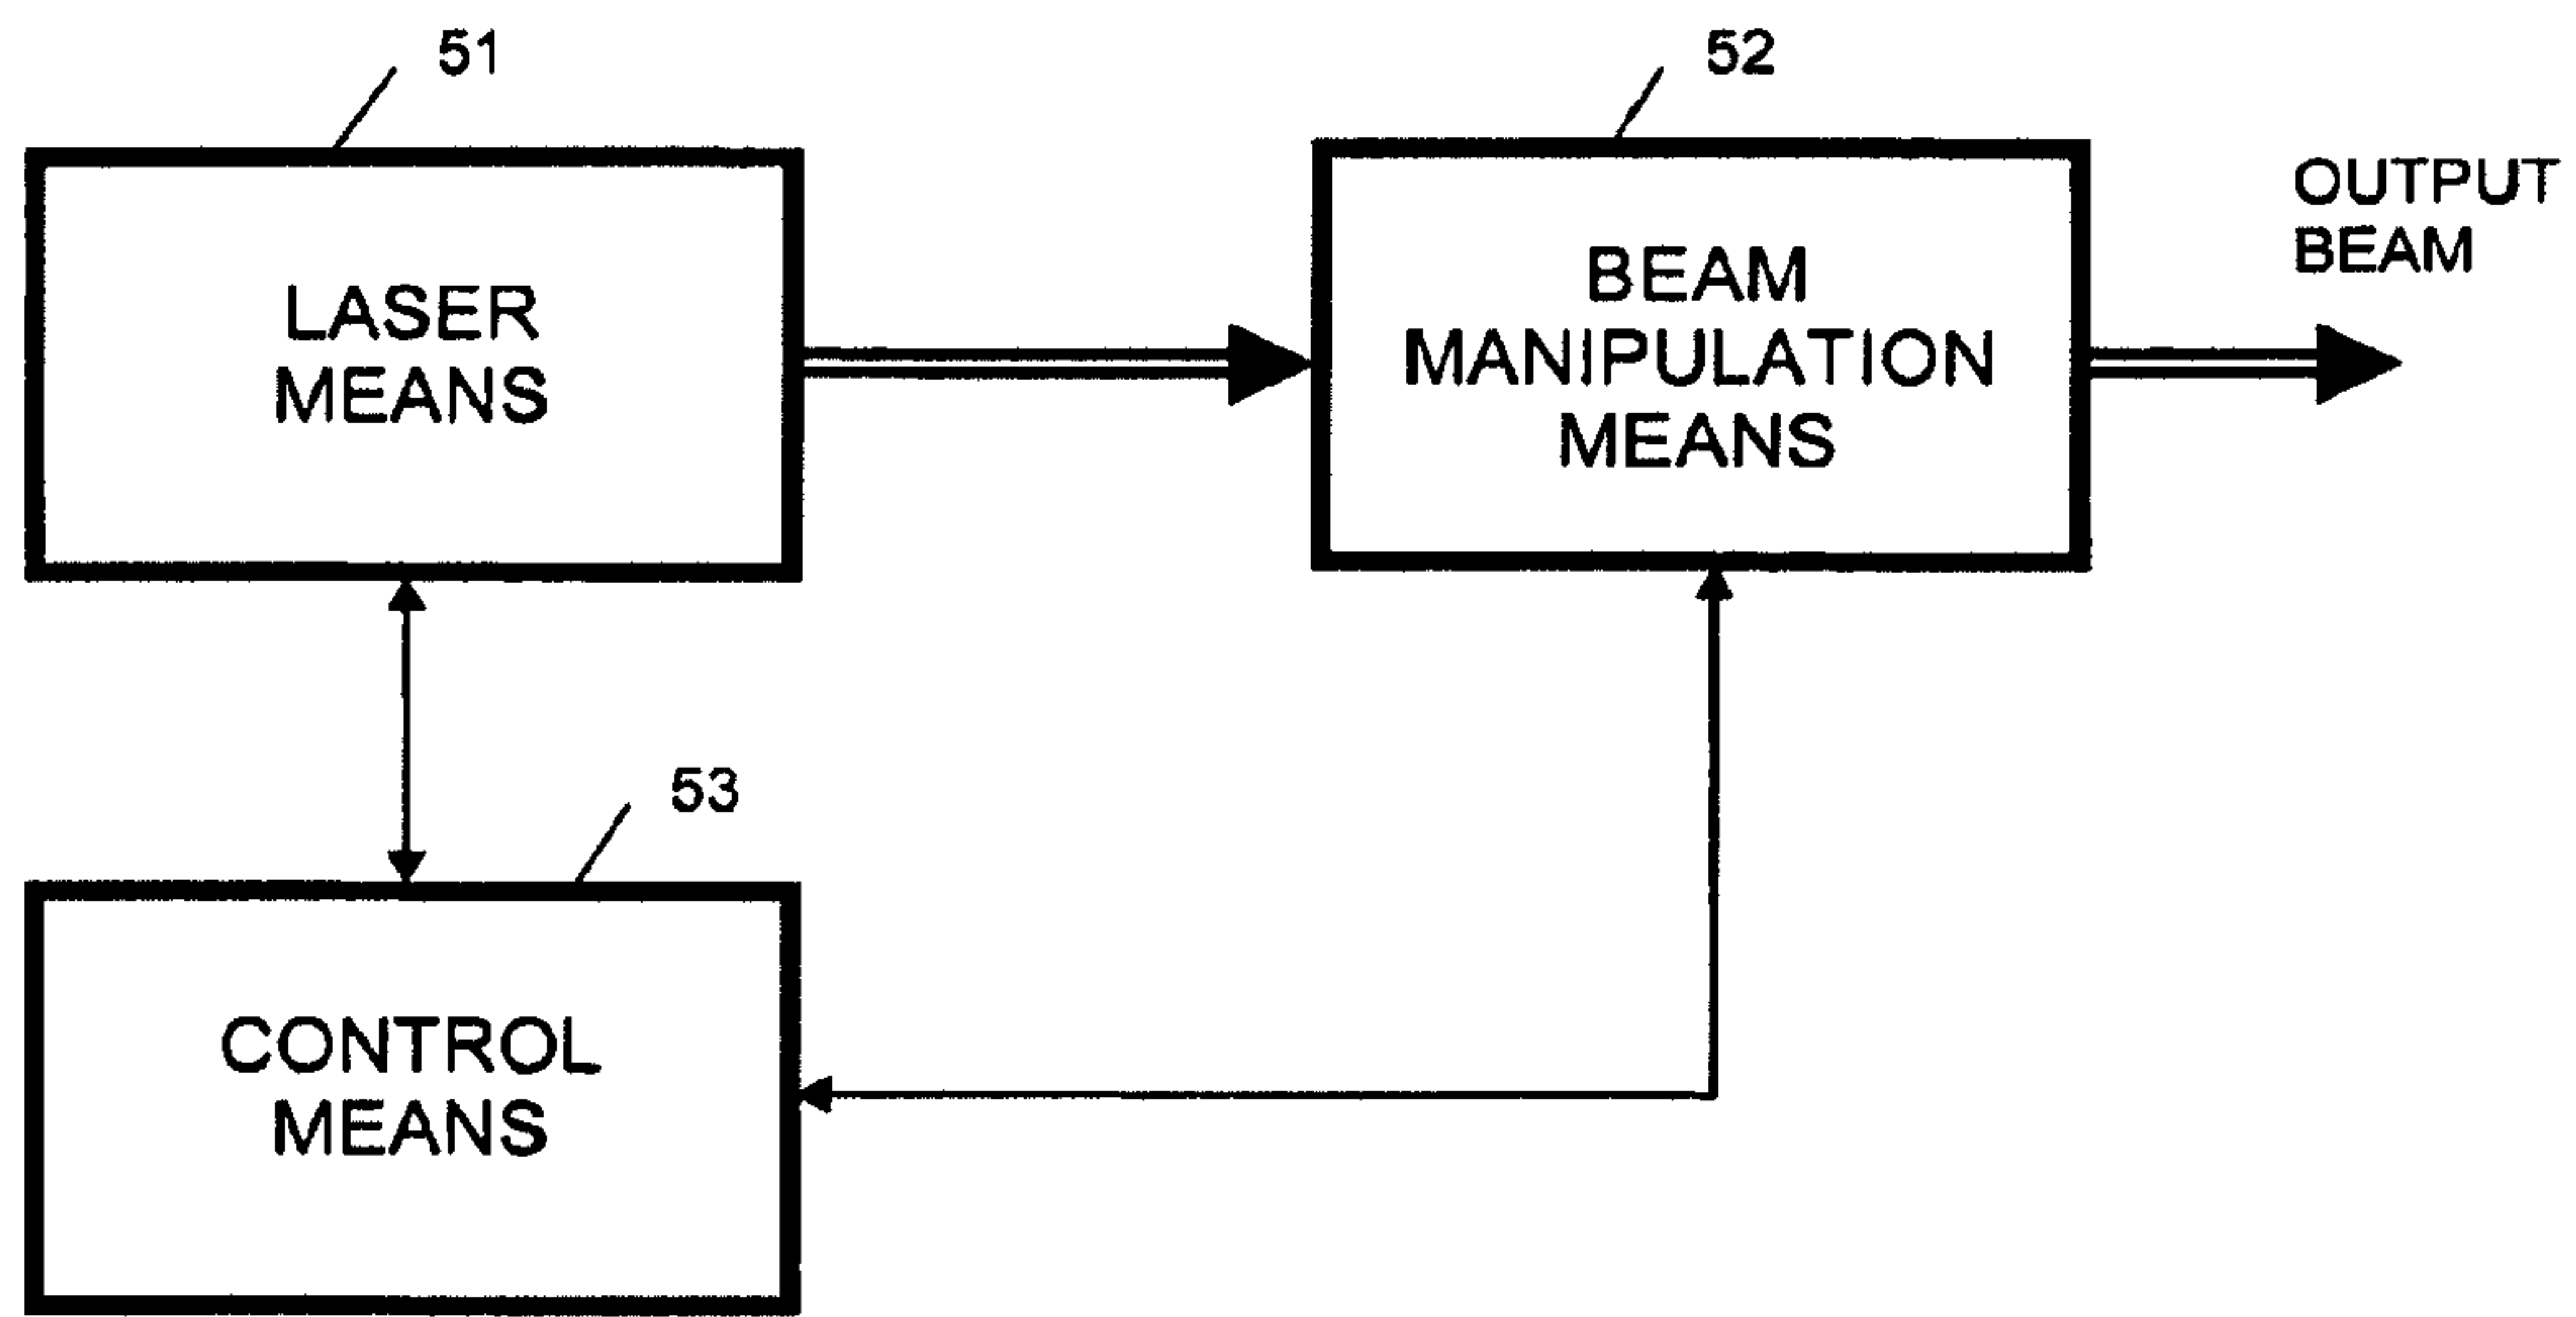 51
52
LASER
MEANS
BEAM
MANIPULATION
MEANS
OUTPUT
BEAM
53
CONTROL
MEANS